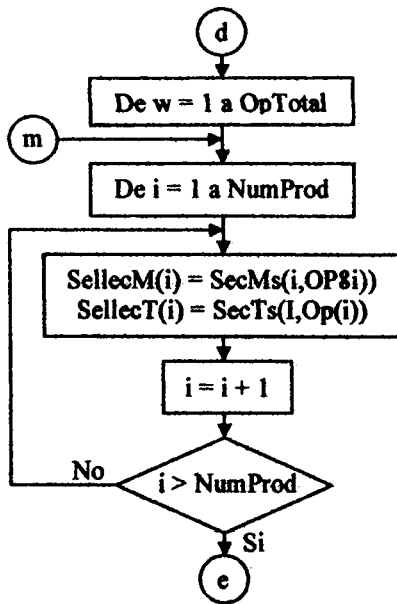 d
De w = 1 a OpTotal
m
De i = 1 a NumProd
SellecM(i) = SecMs(i,OP8i))
SellecT(i) = SecTs(I,Op(i))
i = i + 1
No
i > NumProd
Si
e